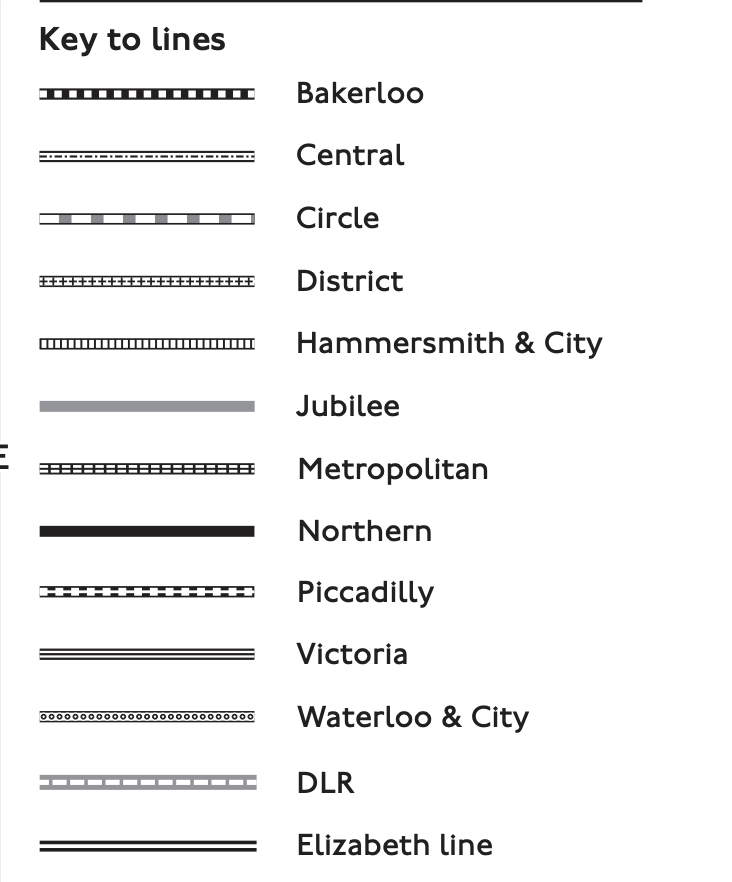 Key to lines
Bakerloo
Central
Circle
District
Hammersmith & City
Jubilee
Metropolitan
Northern
Piccadilly
Victoria
Waterloo & City
DLR
Elizabeth line